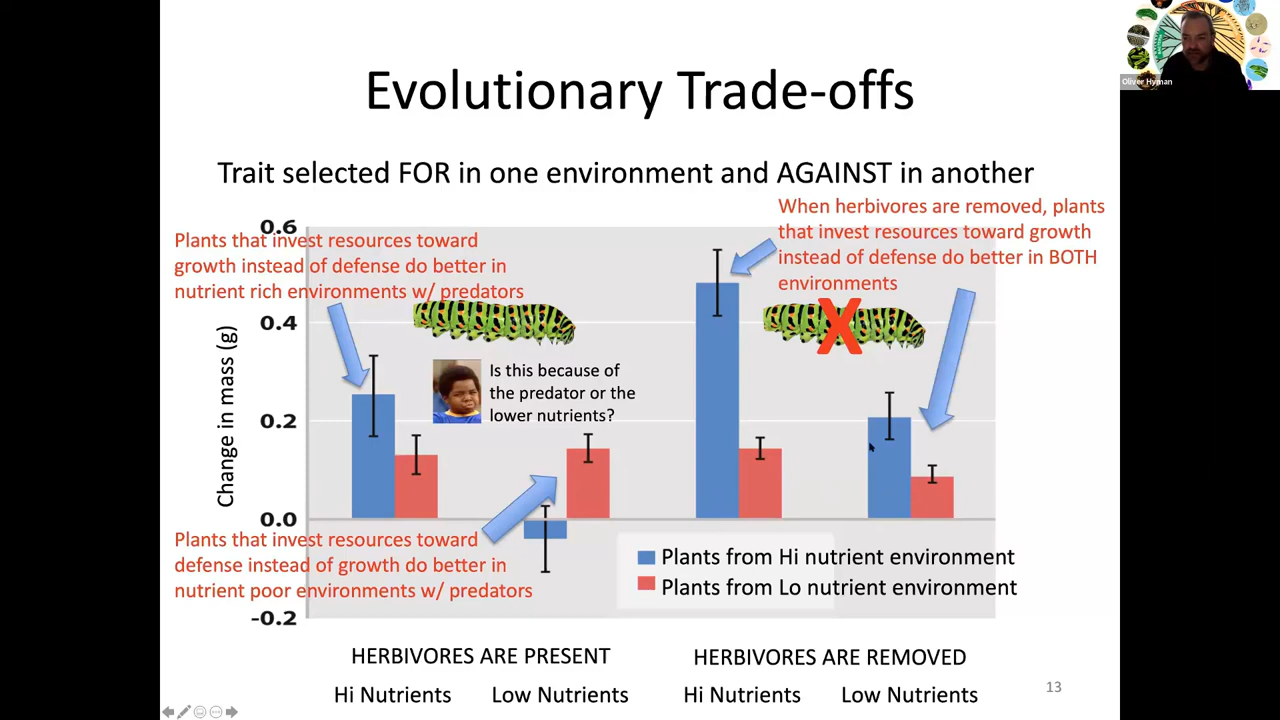 Oliver Hyman
Evolutionary Trade-offs
Trait selected FOR in one environment and AGAINST in another
When herbivores are removed, plants
that invest resources toward growth
instead of defense do better in BOTH
environments
Plants that invest resources toward
growth instead of defense do better in
nutrient rich environments w/ predators
X
Is this because of
the predator or the
lower nutrients?
Change in mass (g)
0.6
0.4
0.2
0.0
-0.2
Plants that invest resources toward
defense instead of growth do better in
nutrient poor environments w/ predators
Plants from Hi nutrient environment
Plants from Lo nutrient environment
HERBIVORES ARE PRESENT
HERBIVORES ARE REMOVED
Hi Nutrients
Low Nutrients
Hi Nutrients
Low Nutrients
13